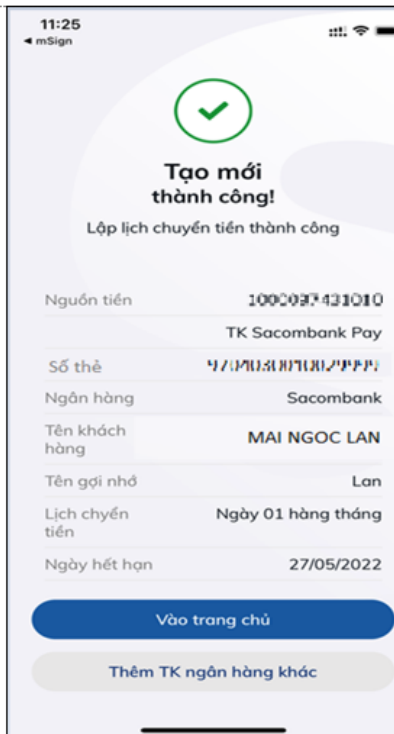 11:25
◀ mSign
Tạo mới
thành công!
Lập lịch chuyển tiền thành công
Nguồn tiền
TK Sacombank Pay
Số thẻ
Ngân hàng Sacombank
Tên khách MAI NGOC LAN
hàng
Tên gợi nhớ Lan
Lịch chyển Ngày 01 hàng tháng
tiền
Ngày hết hạn 27/05/2022
Vào trang chủ
Thêm TK ngân hàng khác